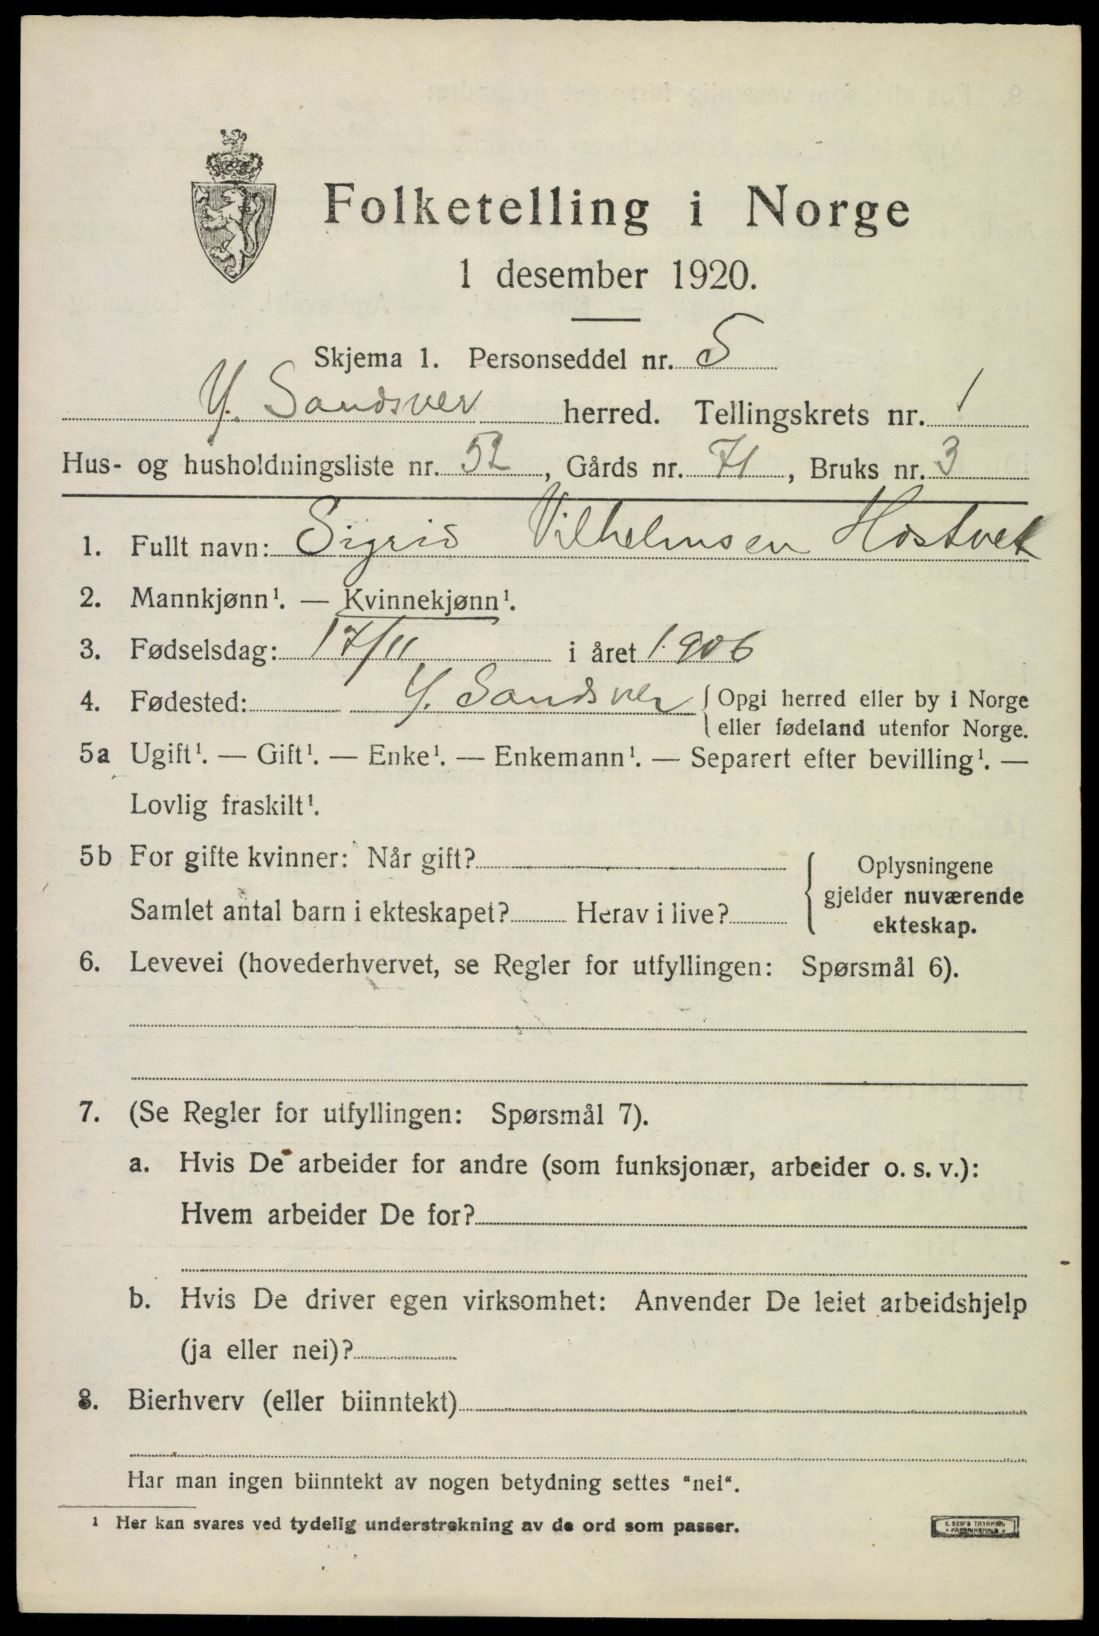 Folketelling i Norge
1 desember 1920.
Skjema 1. Personseddel nr. 5
Y. Sandsver herred. Tellingskrets nr. 1
Hus- og husholdningsliste nr. 52, Gårds nr. 71, Bruks nr. 3
1. Fullt navn: Sigrid Vilhelmsen Hostvet
2. Mannkjønn¹. — Kvinnekjønn¹.
3. Fødselsdag: 17/11 i året 1906
4. Fødested: Y. Sandsver { Opgi herred eller by i Norge
eller fødeland utenfor Norge.
5a Ugift¹. — Gift¹. — Enke¹. — Enkemann¹. — Separert efter bevilling¹. —
Lovlig fraskilt¹.
5b For gifte kvinner: Når gift?
Samlet antal barn i ekteskapet? Herav i live?
{ Oplysningene
gjelder nuværende
ekteskap.
6. Levevei (hovederhvervet, se Regler for utfyllingen: Spørsmål 6).
7. (Se Regler for utfyllingen: Spørsmål 7).
a. Hvis De arbeider for andre (som funksjonær, arbeider o. s. v.):
Hvem arbeider De for?
b. Hvis De driver egen virksomhet: Anvender De leiet arbeidshjelp
(ja eller nei)?
8. Bierhverv (eller biinntekt)
Har man ingen biinntekt av nogen betydning settes "nei".
¹ Her kan svares ved tydelig understrekning av de ord som passer.